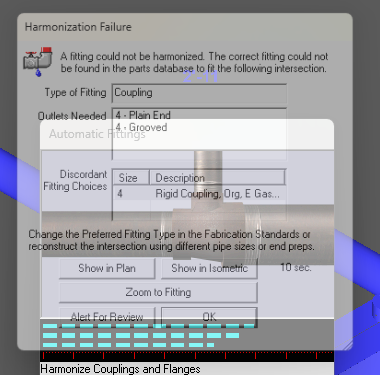 Harmonization Failure
A fitting could not be harmonized. The correct fitting could not
be found in the parts database to fit the following intersection.
Type of Fitting
Coupling
Outlets Needed
4 - Plain End
4 - Grooved
Automatic Fittings
Discordant
Fitting Choices
Size
Description
4
Rigid Coupling, Org, E Gas...
Change the Preferred Fitting Type in the Fabrication Standards or
reconstruct the intersection using different pipe sizes or end preps.
Show in Plan
Show in Isometric
10 sec.
Zoom to Fitting
Alert For Review
OK
Harmonize Couplings and Flanges